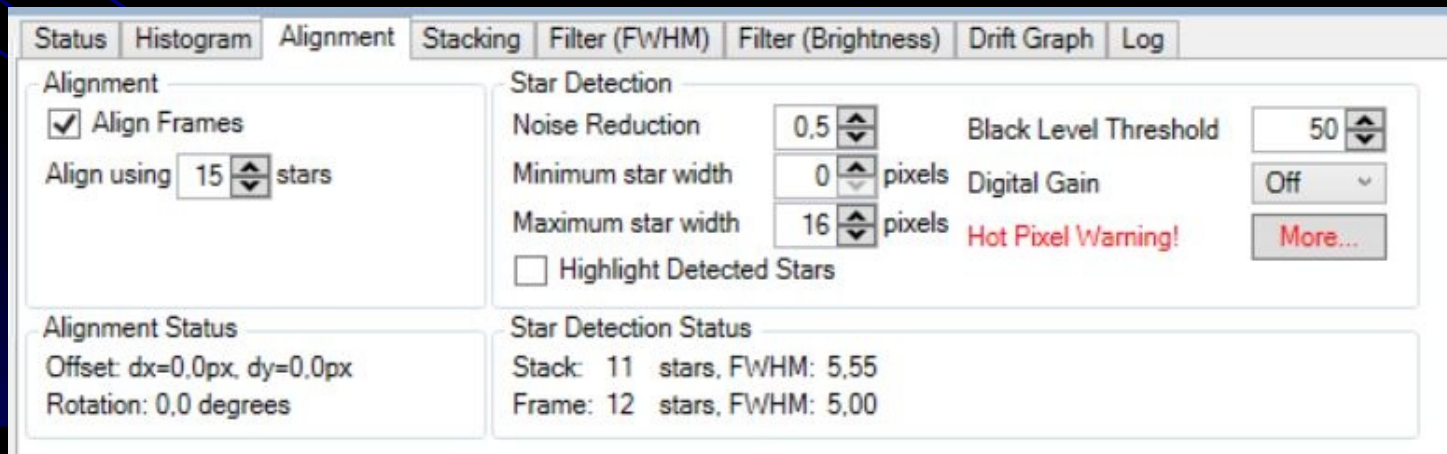 Status Histogram Alignment Stacking Filter (FWHM) Filter (Brightness) Drift Graph Log
Alignment
Align Frames
Align using 15 stars
Star Detection
Noise Reduction 0,5
Minimum star width 0 pixels
Maximum star width 16 pixels
Highlight Detected Stars
Black Level Threshold 50
Digital Gain Off
Hot Pixel Warning! More...
Alignment Status
Offset: dx=0,0px, dy=0,0px
Rotation: 0,0 degrees
Star Detection Status
Stack: 11 stars, FWHM: 5,55
Frame: 12 stars, FWHM: 5,00